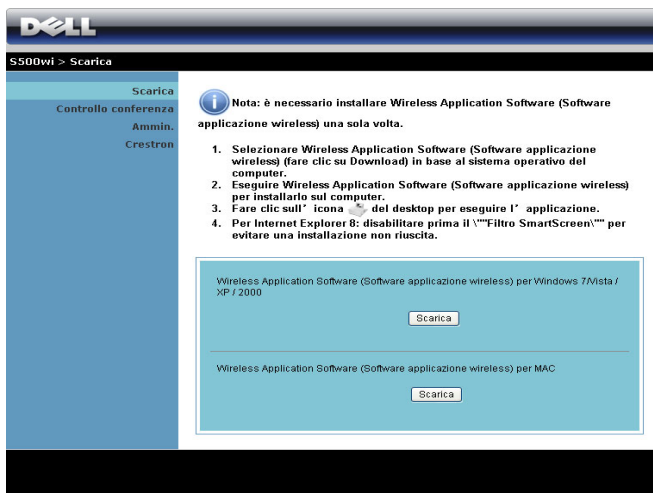 DELL
S500wi > Scarica
Scarica
Controllo conferenza
Ammin.
Crestron
Nota: è necessario installare Wireless Application Software (Software
applicazione wireless) una sola volta.
1. Selezionare Wireless Application Software (Software applicazione
wireless) (fare clic su Download) in base al sistema operativo del
computer.
2. Eseguire Wireless Application Software (Software applicazione wireless)
per installarlo sul computer.
3. Fare clic sull’ icona del desktop per eseguire l’ applicazione.
4. Per Internet Explorer 8: disabilitare prima il \""Filtro SmartScreen\"" per
evitare una installazione non riuscita.
Wireless Application Software (Software applicazione wireless) per Windows 7/Vista /
XP / 2000
Scarica
Wireless Application Software (Software applicazione wireless) per MAC
Scarica